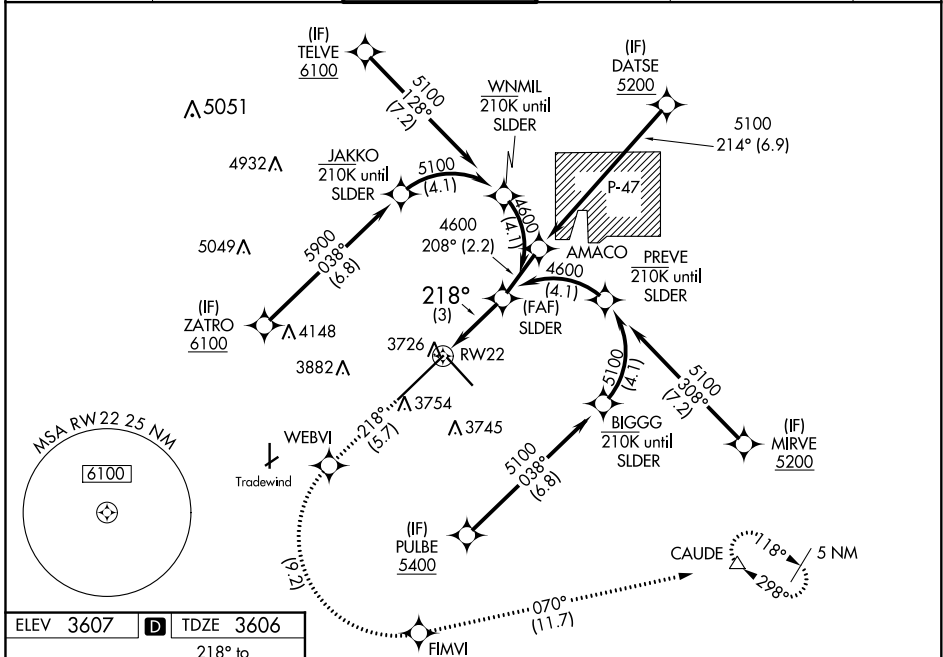 (IF)
TELVE
6100
5100
128°
(7.2)
(IF)
DATSE
5200
WNMIL
210K until
SLDER
5051
4932
5100
214° (6.9)
JAKKO
210K until
SLDER
5100
(4.1)
P-47
4600
(4.1)
4600
208° (2.2)
5049
5900
038°
(6.8)
AMACO
PREVE
210K until
SLDER
4600
(4.1)
218°
(3)
(FAF)
SLDER
(IF)
ZATRO
6100
4148
3726
RW22
3882
5100
(4.1)
5100
308°
(7.2)
3754
3745
218°
(5.7)
BIGGG
210K until
SLDER
(IF)
MIRVE
5200
WEBVI
Tradewind
MSA RW22 25 NM
6100
5100
038°
(6.8)
(IF)
PULBE
5400
CAUDE
118°
298°
5 NM
(9.2)
070°
(11.7)
FIMVI
ELEV 3607 D TDZE 3606
218° to